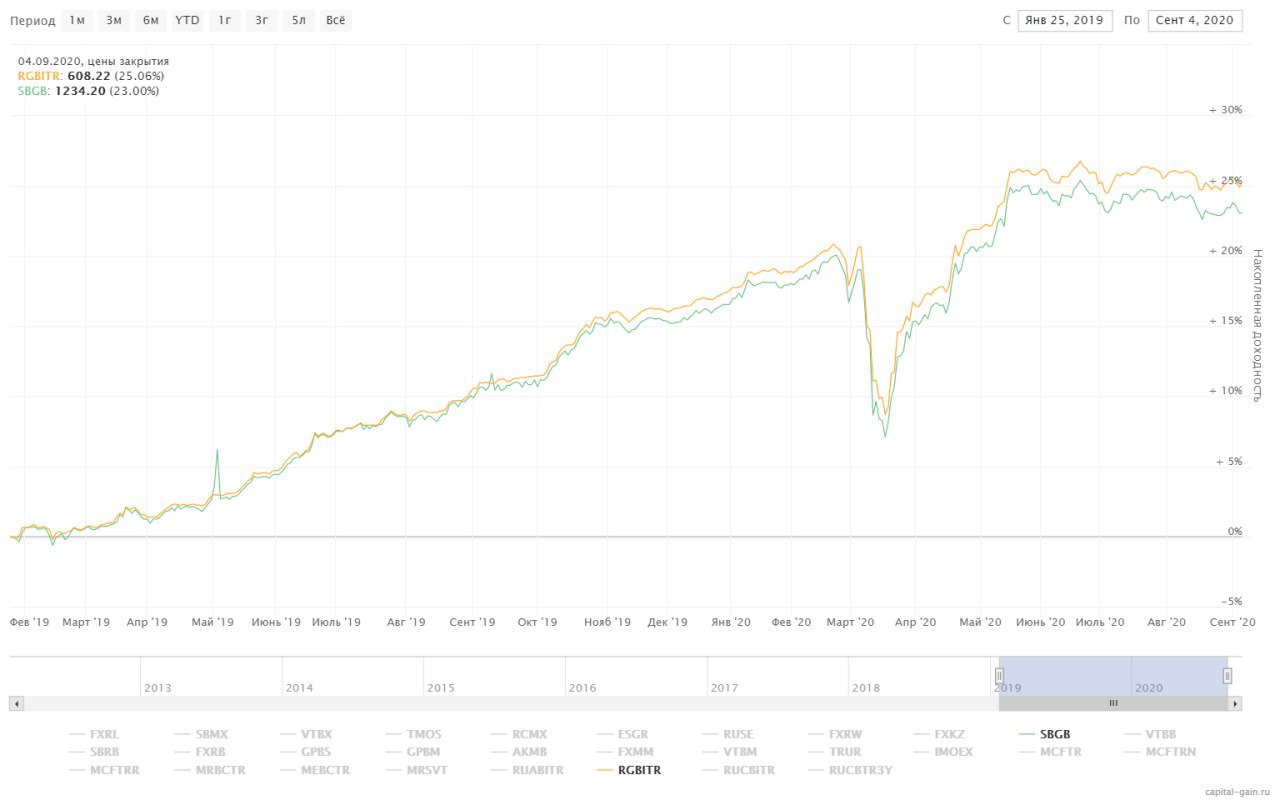 Период 1м 3м 6м YTD 1г 3г 5л Всё С Янв 25, 2019 По Сент 4, 2020
04.09.2020, цены закрытия
RGBITR: 608.22 (25.06%)
SBGB: 1234.20 (23.00%)
+ 30%
+ 25%
+ 20%
+ 15%
+ 10%
+ 5%
0%
-5%
Накопленная доходность
Фев '19 Март '19 Апр '19 Май '19 Июнь '19 Июль '19 Авг '19 Сент '19 Окт '19 Нояб '19 Дек '19 Янв '20 Фев '20 Март '20 Апр '20 Май '20 Июнь '20 Июль '20 Авг '20 Сент '20
2013 2014 2015 2016 2017 2018 2019 2020
FXRL SBMX VTBX TMOS RCMX ESGR RUSE FXRW FXKZ SBGB VTBB
SBRB FXRB GPBS GPBM AKMB FXMM VTBM TRUR IMOEX MCFTR MCFTRN
MCFTRR MRBCTR MEBCTR MRSVT RUABITR RGBITR RUCBITR RUCBTR3Y
capital-gain.ru